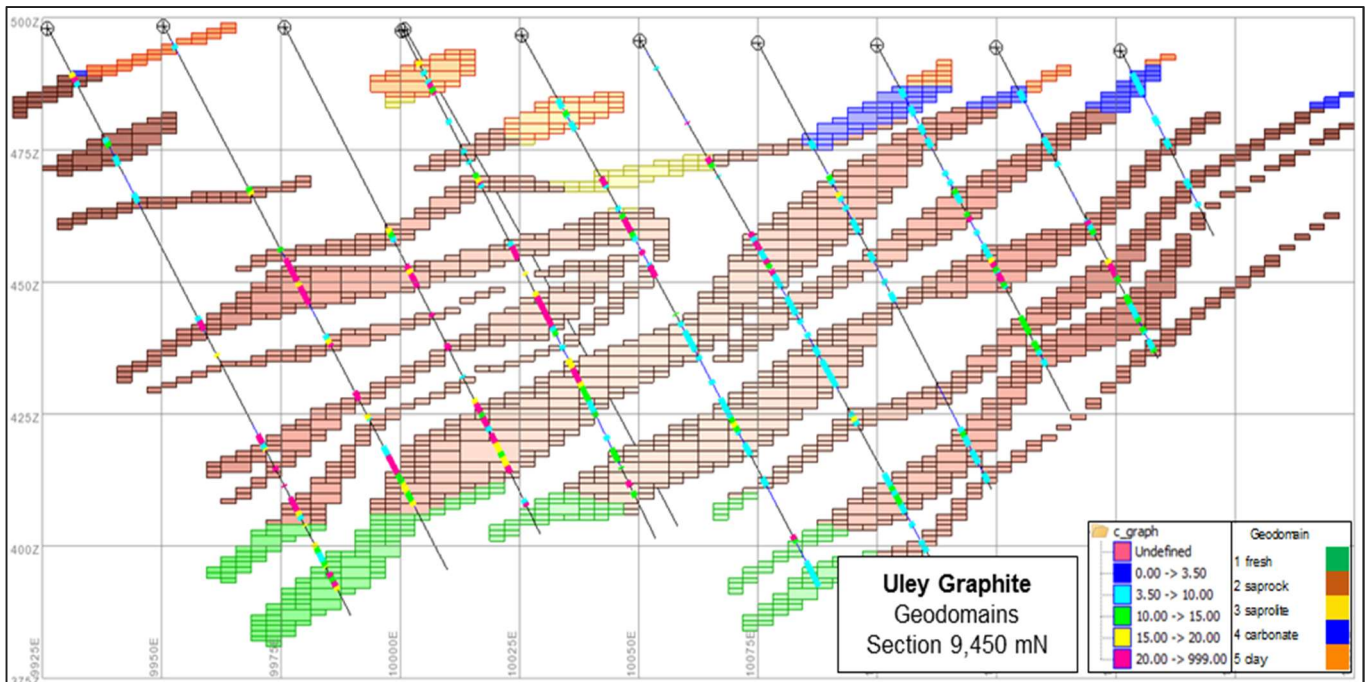 500Z
475Z
450Z
425Z
400Z
375Z
9925E
9950E
9975E
10000E
10025E
10050E
10075E
Uley Graphite
Geodomains
Section 9,450 mN
c_graph
Undefined
0.00 -> 3.50
3.50 -> 10.00
10.00 -> 15.00
15.00 -> 20.00
20.00 -> 999.00
Geodomain
1 fresh
2 saprock
3 saprolite
4 carbonate
5 clay